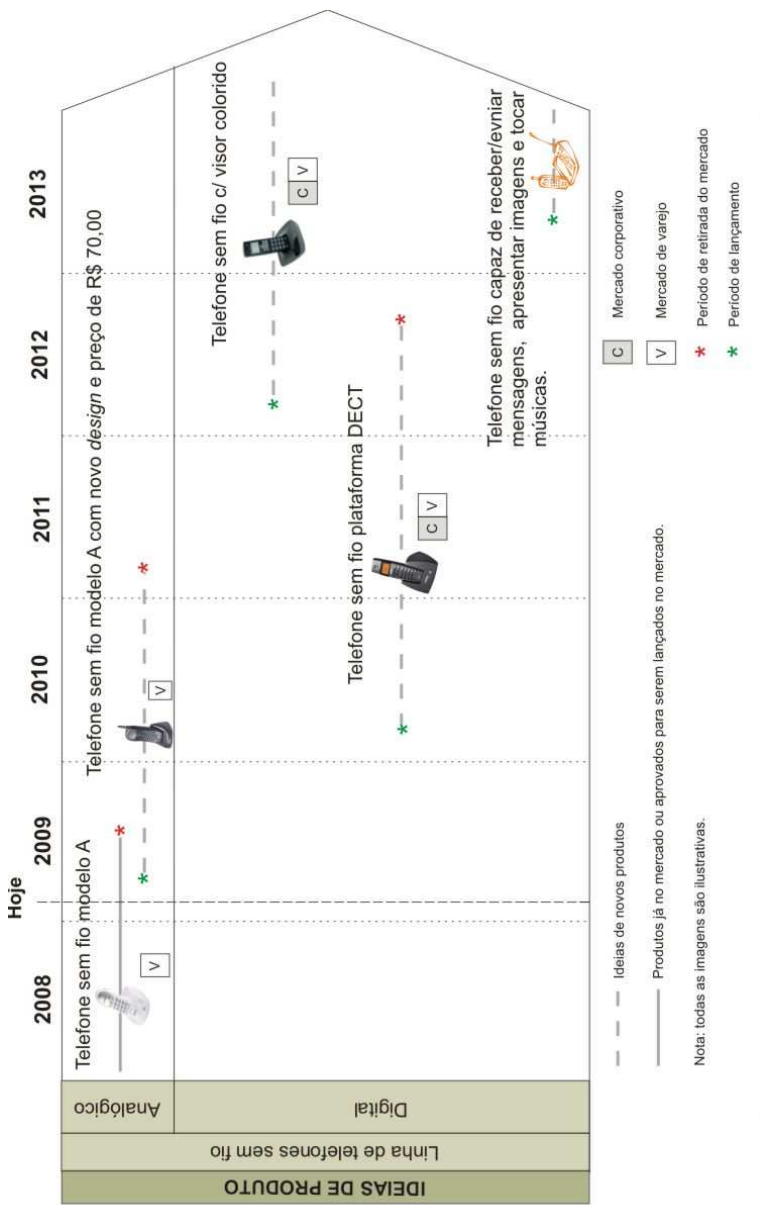 Hoje
2008
2009
2010
2011
2012
2013
IDEIAS DE PRODUTO
Linha de telefones sem fio
Analógico
Digital
Telefone sem fio modelo A
V
Telefone sem fio modelo A com novo design e preço de R$ 70,00
V
Telefone sem fio c/ visor colorido
C V
Telefone sem fio plataforma DECT
C V
Telefone sem fio capaz de receber/evniar
mensagens, apresentar imagens e tocar
músicas.
Ideias de novos produtos
Produtos já no mercado ou aprovados para serem lançados no mercado.
Nota: todas as imagens são ilustrativas.
C Mercado corporativo
V Mercado de varejo
* Período de retirada do mercado
* Período de lançamento